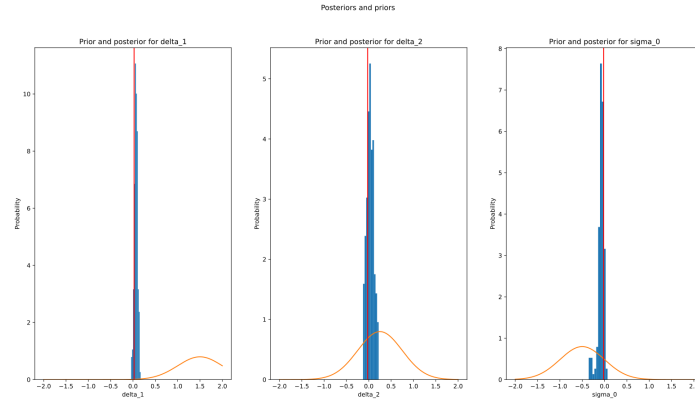 Posteriors and priors
Prior and posterior for delta_1
Probability
10
8
6
4
2
0
−2.0 −1.5 −1.0 −0.5 0.0 0.5 1.0 1.5 2.0
delta_1
Prior and posterior for delta_2
Probability
5
4
3
2
1
0
−2.0 −1.5 −1.0 −0.5 0.0 0.5 1.0 1.5 2.0
delta_2
Prior and posterior for sigma_0
Probability
8
7
6
5
4
3
2
1
0
−2.0 −1.5 −1.0 −0.5 0.0 0.5 1.0 1.5 2.0
sigma_0